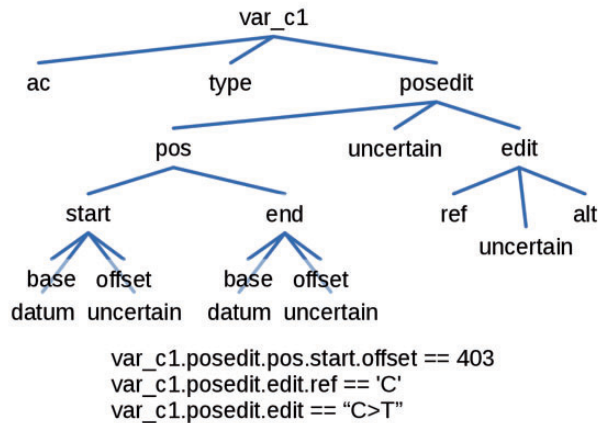 var_c1
ac type posedit
pos uncertain edit
start end ref alt
uncertain
base offset base offset
datum uncertain datum uncertain
var_c1.posedit.pos.start.offset == 403
var_c1.posedit.edit.ref == 'C'
var_c1.posedit.edit == “C>T”